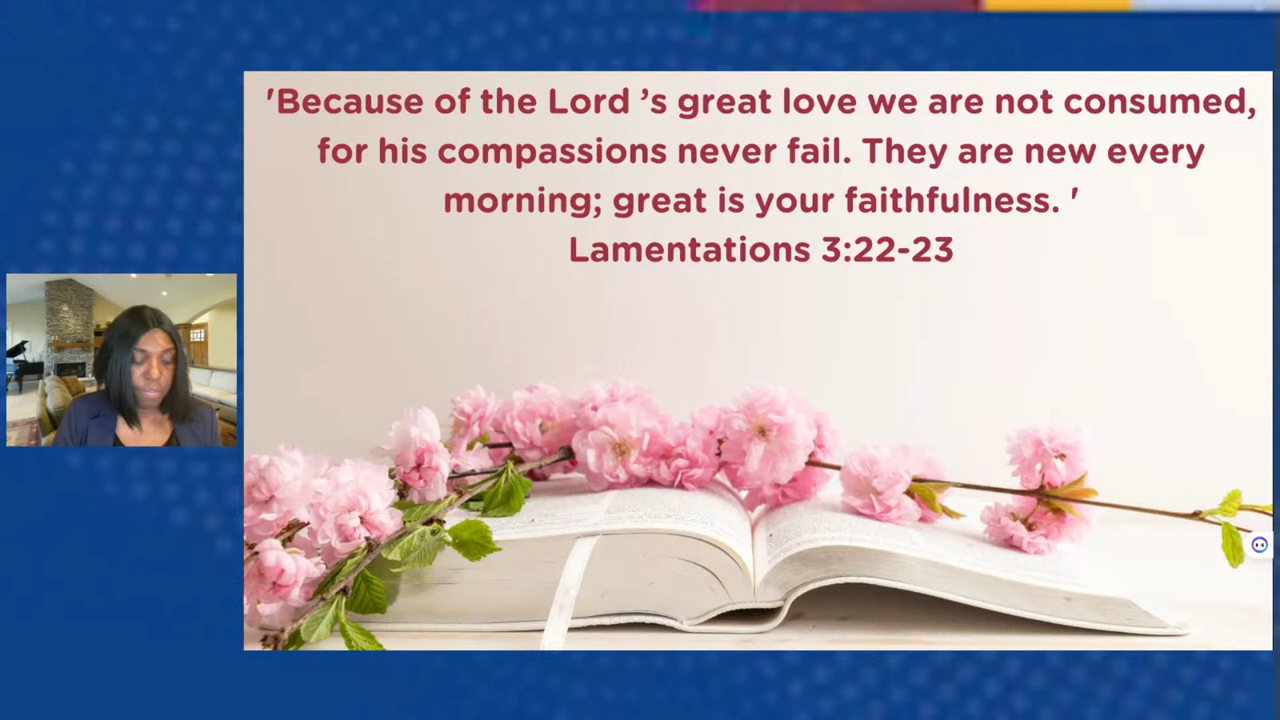 'Because of the Lord ’s great love we are not consumed,
for his compassions never fail. They are new every
morning; great is your faithfulness. '
Lamentations 3:22-23